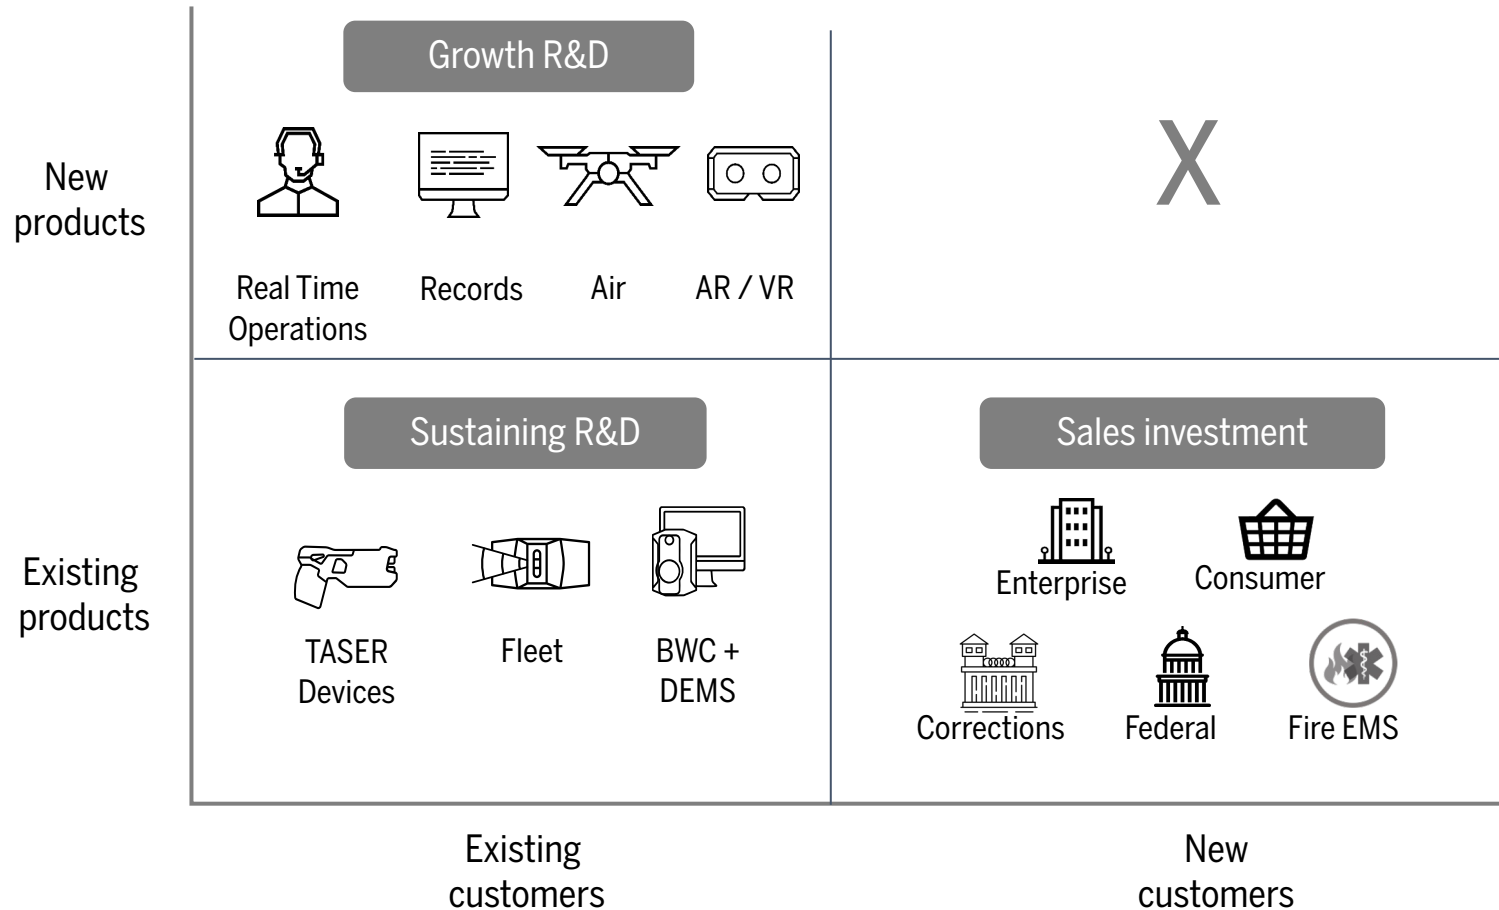 Growth R&D
X
New
products
Real Time
Operations
Records
Air
AR / VR
Sustaining R&D
Sales investment
Enterprise
Consumer
Existing
products
TASER
Devices
Fleet
BWC +
DEMS
Corrections
Federal
Fire EMS
Existing
customers
New
customers